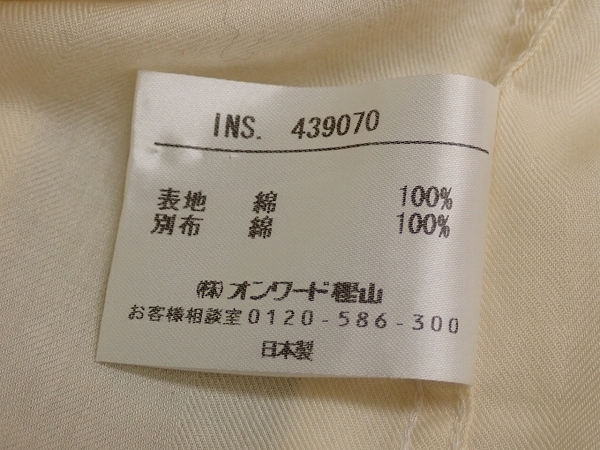 INS. 439070
表地 綿 100%
別布 綿 100%
㈱オンワード樫山
お客様相談室0120-586-300
日本製